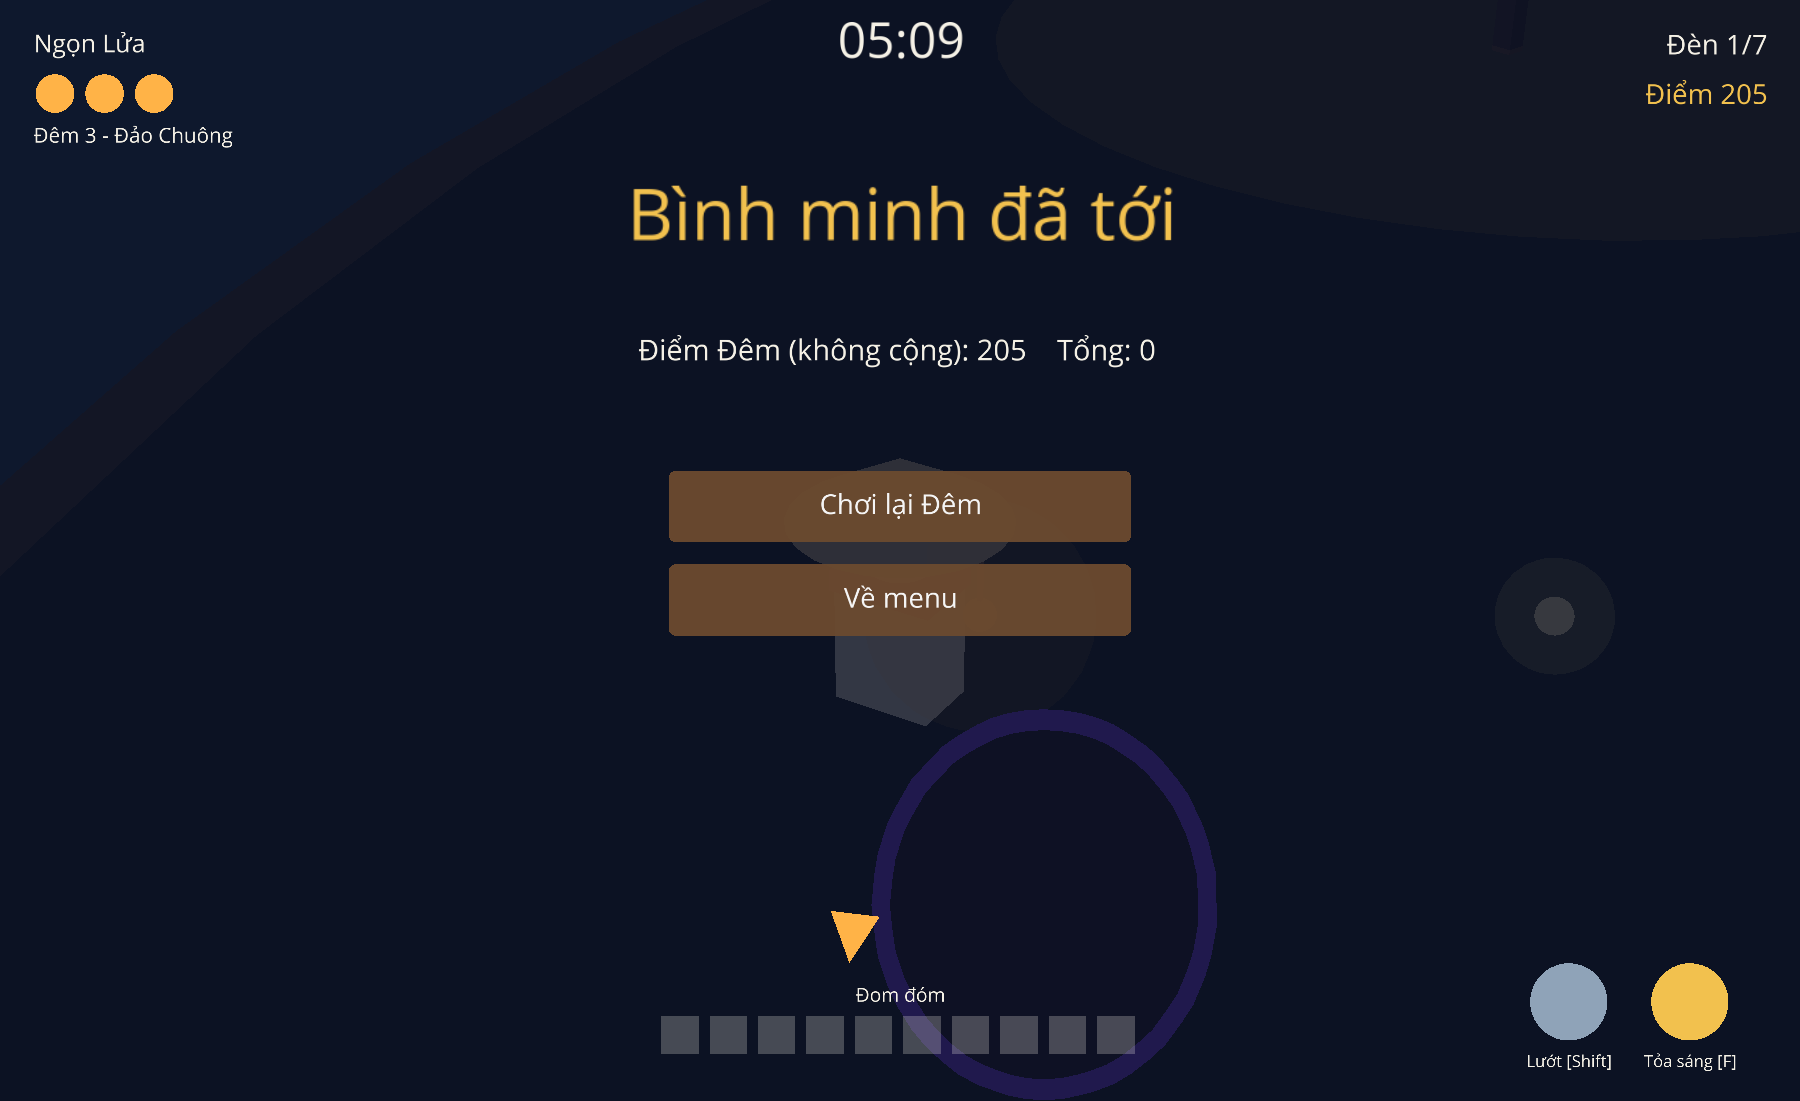 Ngọn Lửa
05:09
Đèn 1/7
Điểm 205
Đêm 3 - Đảo Chuông
Bình minh đã tới
Điểm Đêm (không cộng): 205 Tổng: 0
Chơi lại Đêm
Về menu
Đom đóm
Lướt [Shift]
Tỏa sáng [F]